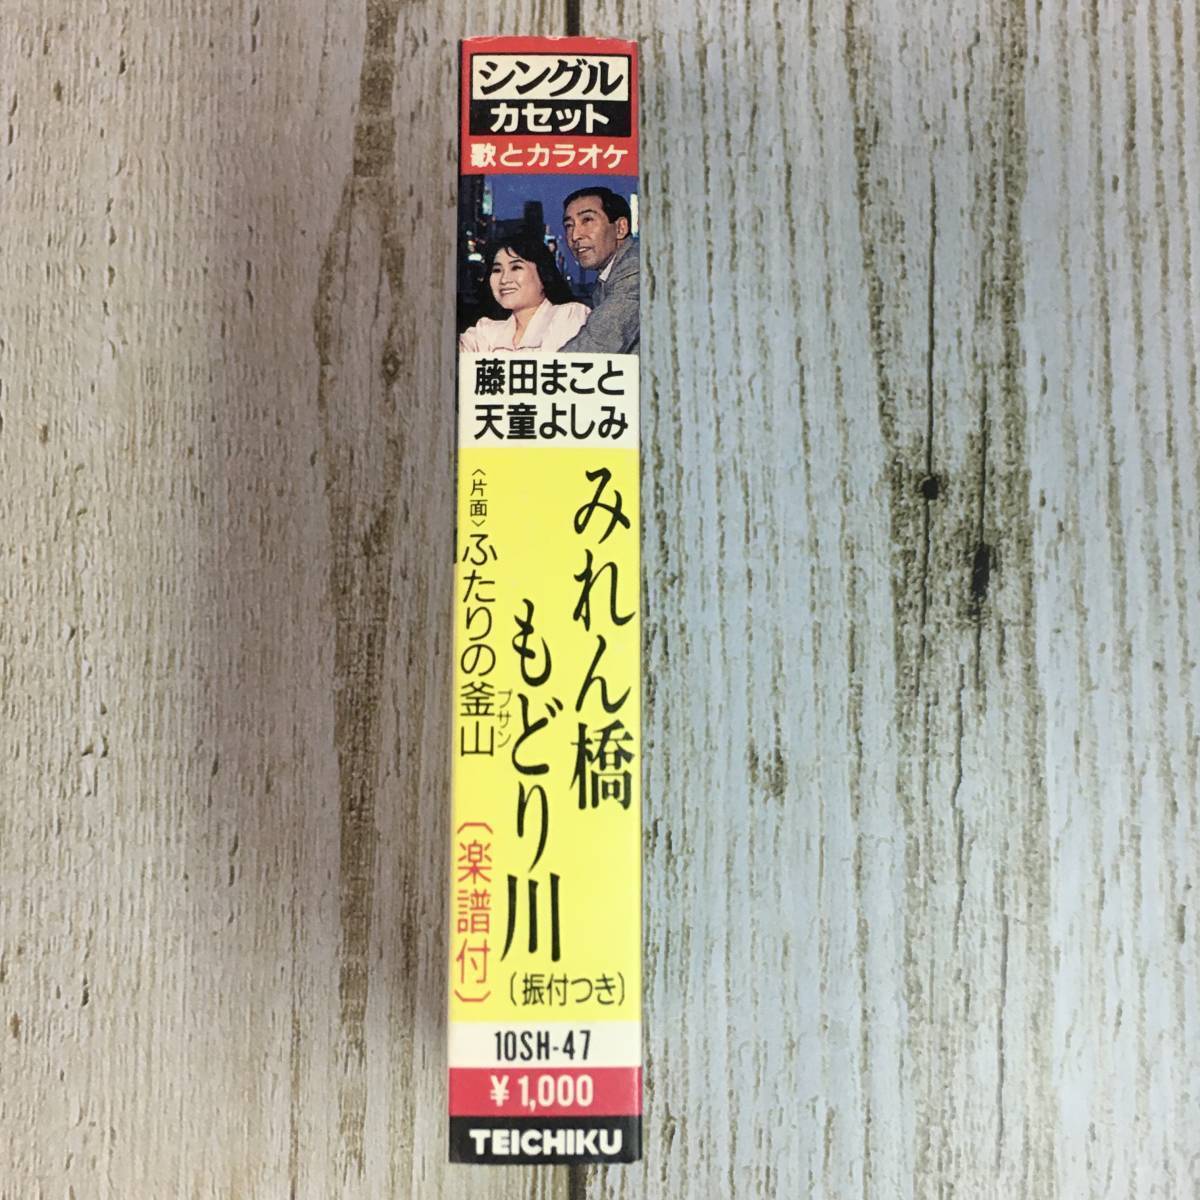 シングル
カセット
歌とカラオケ
藤田まこと
天童よしみ
みれん橋
もどり川
(振付つき)
〈片面〉ふたりの釜山
プサン
〔楽譜付〕
10SH-47
¥1,000
TEICHIKU